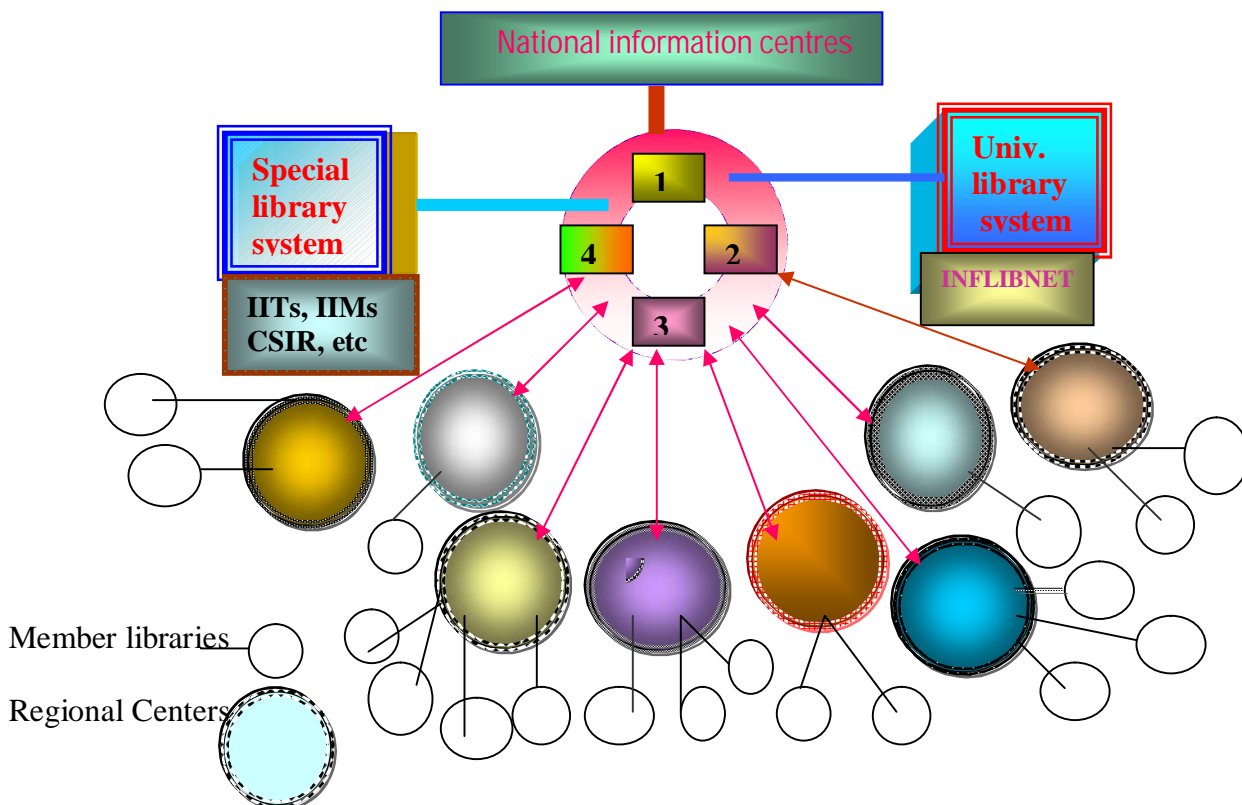 National information centres
Special
library
system
Univ.
library
system
1
4
2
3
INFLIBNET
IITs, IIMs
CSIR, etc
Member libraries
Regional Centers